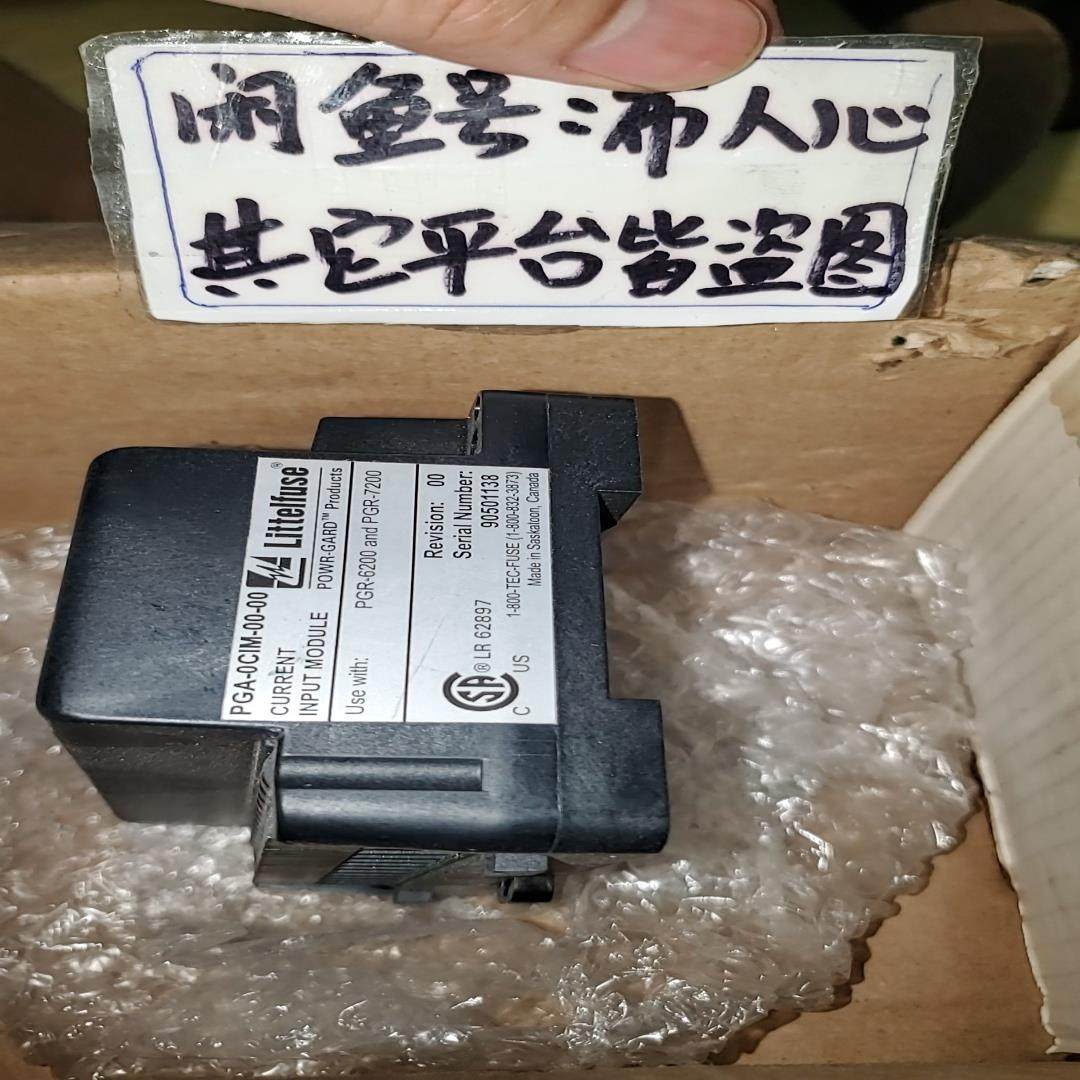 闲鱼号:沛人心
其它平台皆盗图
PGA-0CIM-00-00
CURRENT
INPUT MODULE
Littelfuse®
POWR-GARD™ Products
Use with: PGR-6200 and PGR-7200
Revision: 00
Serial Number:
90501138
SA ® LR 62897
C US
1-800-TEC-FUSE (1-800-832-3873)
Made in Saskatoon, Canada